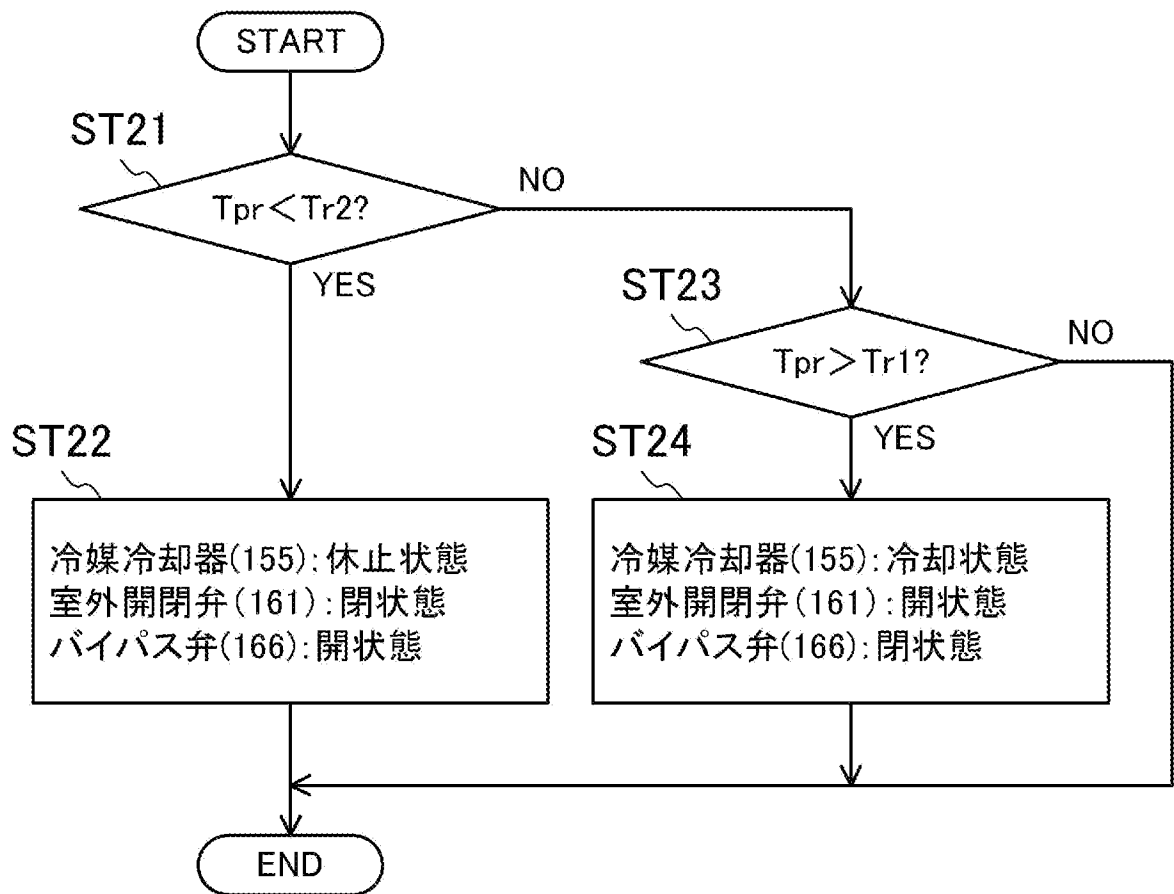 START
ST21
Tpr＜Tr2?
NO
YES
ST23
Tpr＞Tr1?
NO
YES
ST22
冷媒冷却器(155):休止状態
室外開閉弁(161):閉状態
バイパス弁(166):開状態
ST24
冷媒冷却器(155):冷却状態
室外開閉弁(161):開状態
バイパス弁(166):閉状態
END